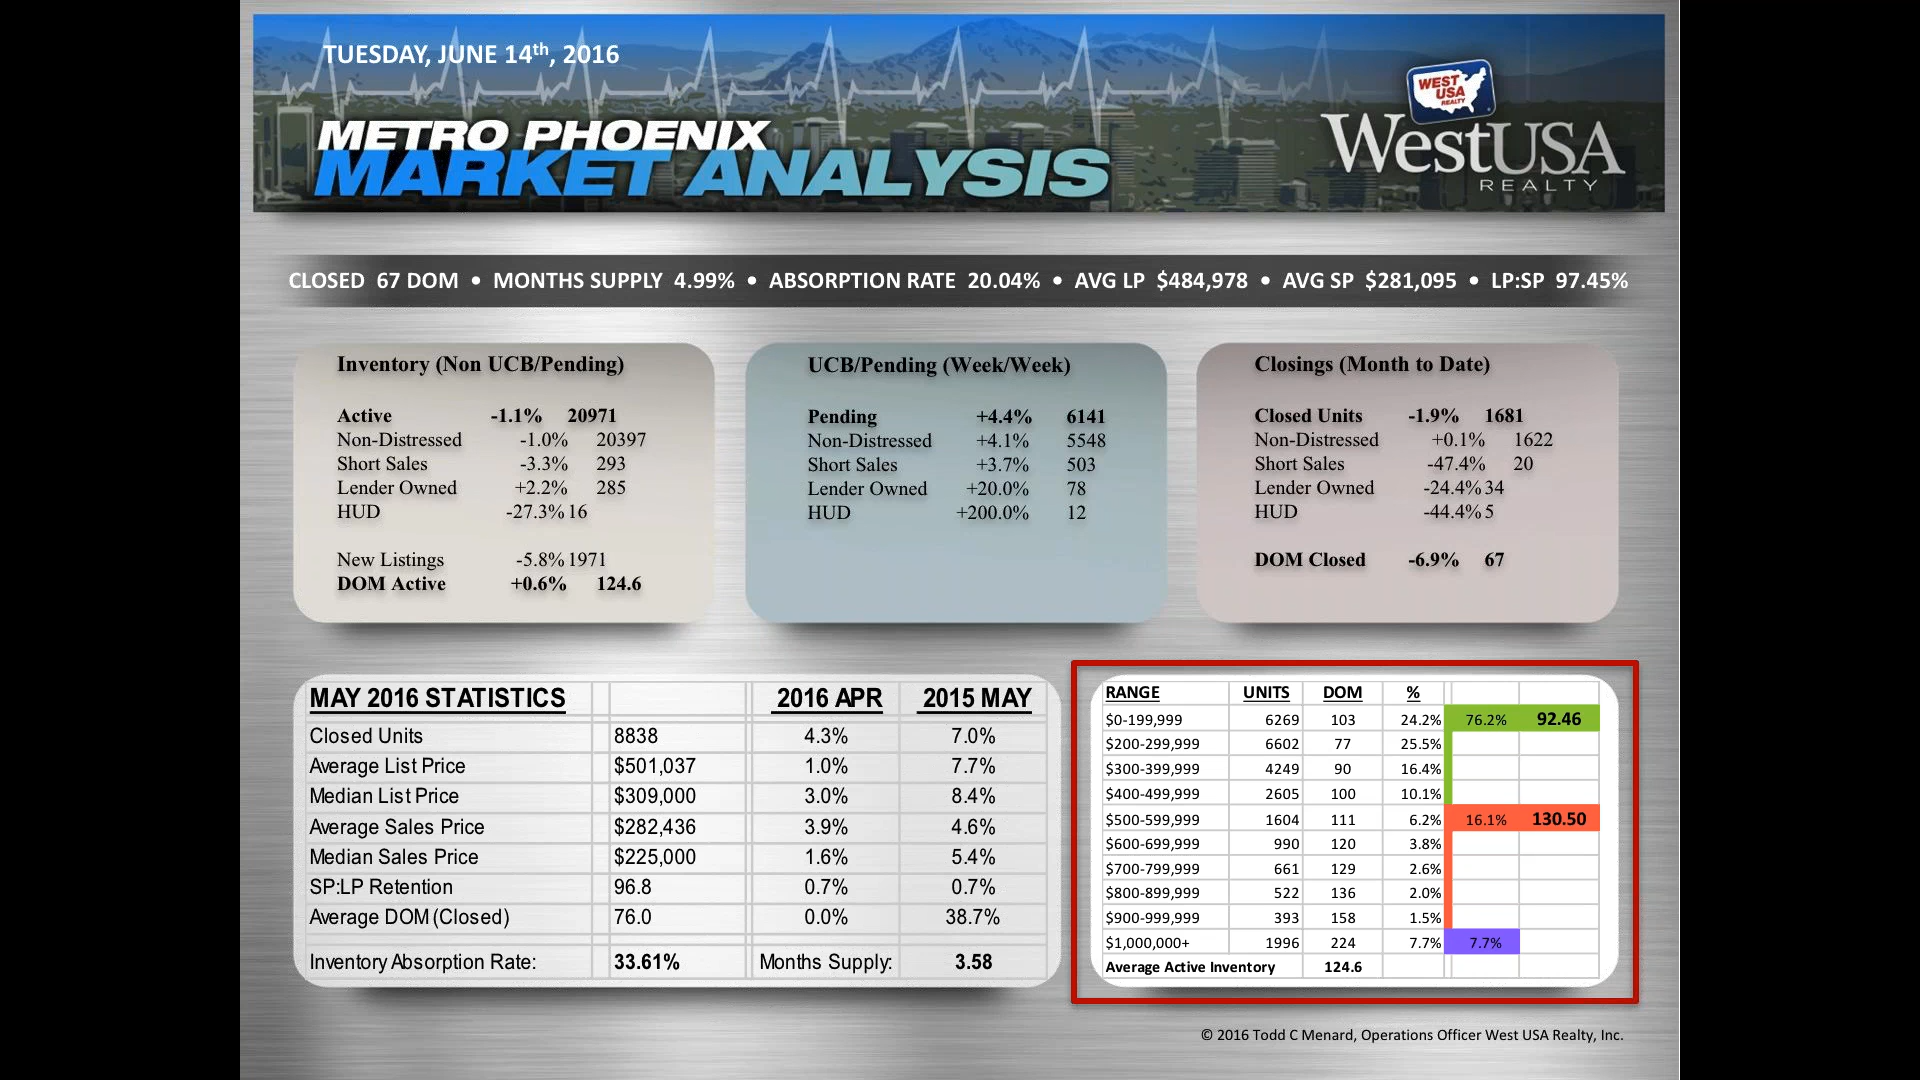 TUESDAY, JUNE 14th, 2016
METRO PHOENIX
MARKET ANALYSIS
WEST
USA
REALTY
WestUSA
REALTY
CLOSED 67 DOM • MONTHS SUPPLY 4.99% • ABSORPTION RATE 20.04% • AVG LP $484,978 • AVG SP $281,095 • LP:SP 97.45%
Inventory (Non UCB/Pending)
Active -1.1% 20971
Non-Distressed -1.0% 20397
Short Sales -3.3% 293
Lender Owned +2.2% 285
HUD -27.3% 16
New Listings -5.8% 1971
DOM Active +0.6% 124.6
UCB/Pending (Week/Week)
Pending +4.4% 6141
Non-Distressed +4.1% 5548
Short Sales +3.7% 503
Lender Owned +20.0% 78
HUD +200.0% 12
Closings (Month to Date)
Closed Units -1.9% 1681
Non-Distressed +0.1% 1622
Short Sales -47.4% 20
Lender Owned -24.4% 34
HUD -44.4% 5
DOM Closed -6.9% 67
MAY 2016 STATISTICS 2016 APR 2015 MAY
Closed Units 8838 4.3% 7.0%
Average List Price $501,037 1.0% 7.7%
Median List Price $309,000 3.0% 8.4%
Average Sales Price $282,436 3.9% 4.6%
Median Sales Price $225,000 1.6% 5.4%
SP:LP Retention 96.8 0.7% 0.7%
Average DOM (Closed) 76.0 0.0% 38.7%
Inventory Absorption Rate: 33.61% Months Supply: 3.58
RANGE UNITS DOM %
$0-199,999 6269 103 24.2% 76.2% 92.46
$200-299,999 6602 77 25.5%
$300-399,999 4249 90 16.4%
$400-499,999 2605 100 10.1%
$500-599,999 1604 111 6.2% 16.1% 130.50
$600-699,999 990 120 3.8%
$700-799,999 661 129 2.6%
$800-899,999 522 136 2.0%
$900-999,999 393 158 1.5%
$1,000,000+ 1996 224 7.7% 7.7%
Average Active Inventory 124.6
© 2016 Todd C Menard, Operations Officer West USA Realty, Inc.